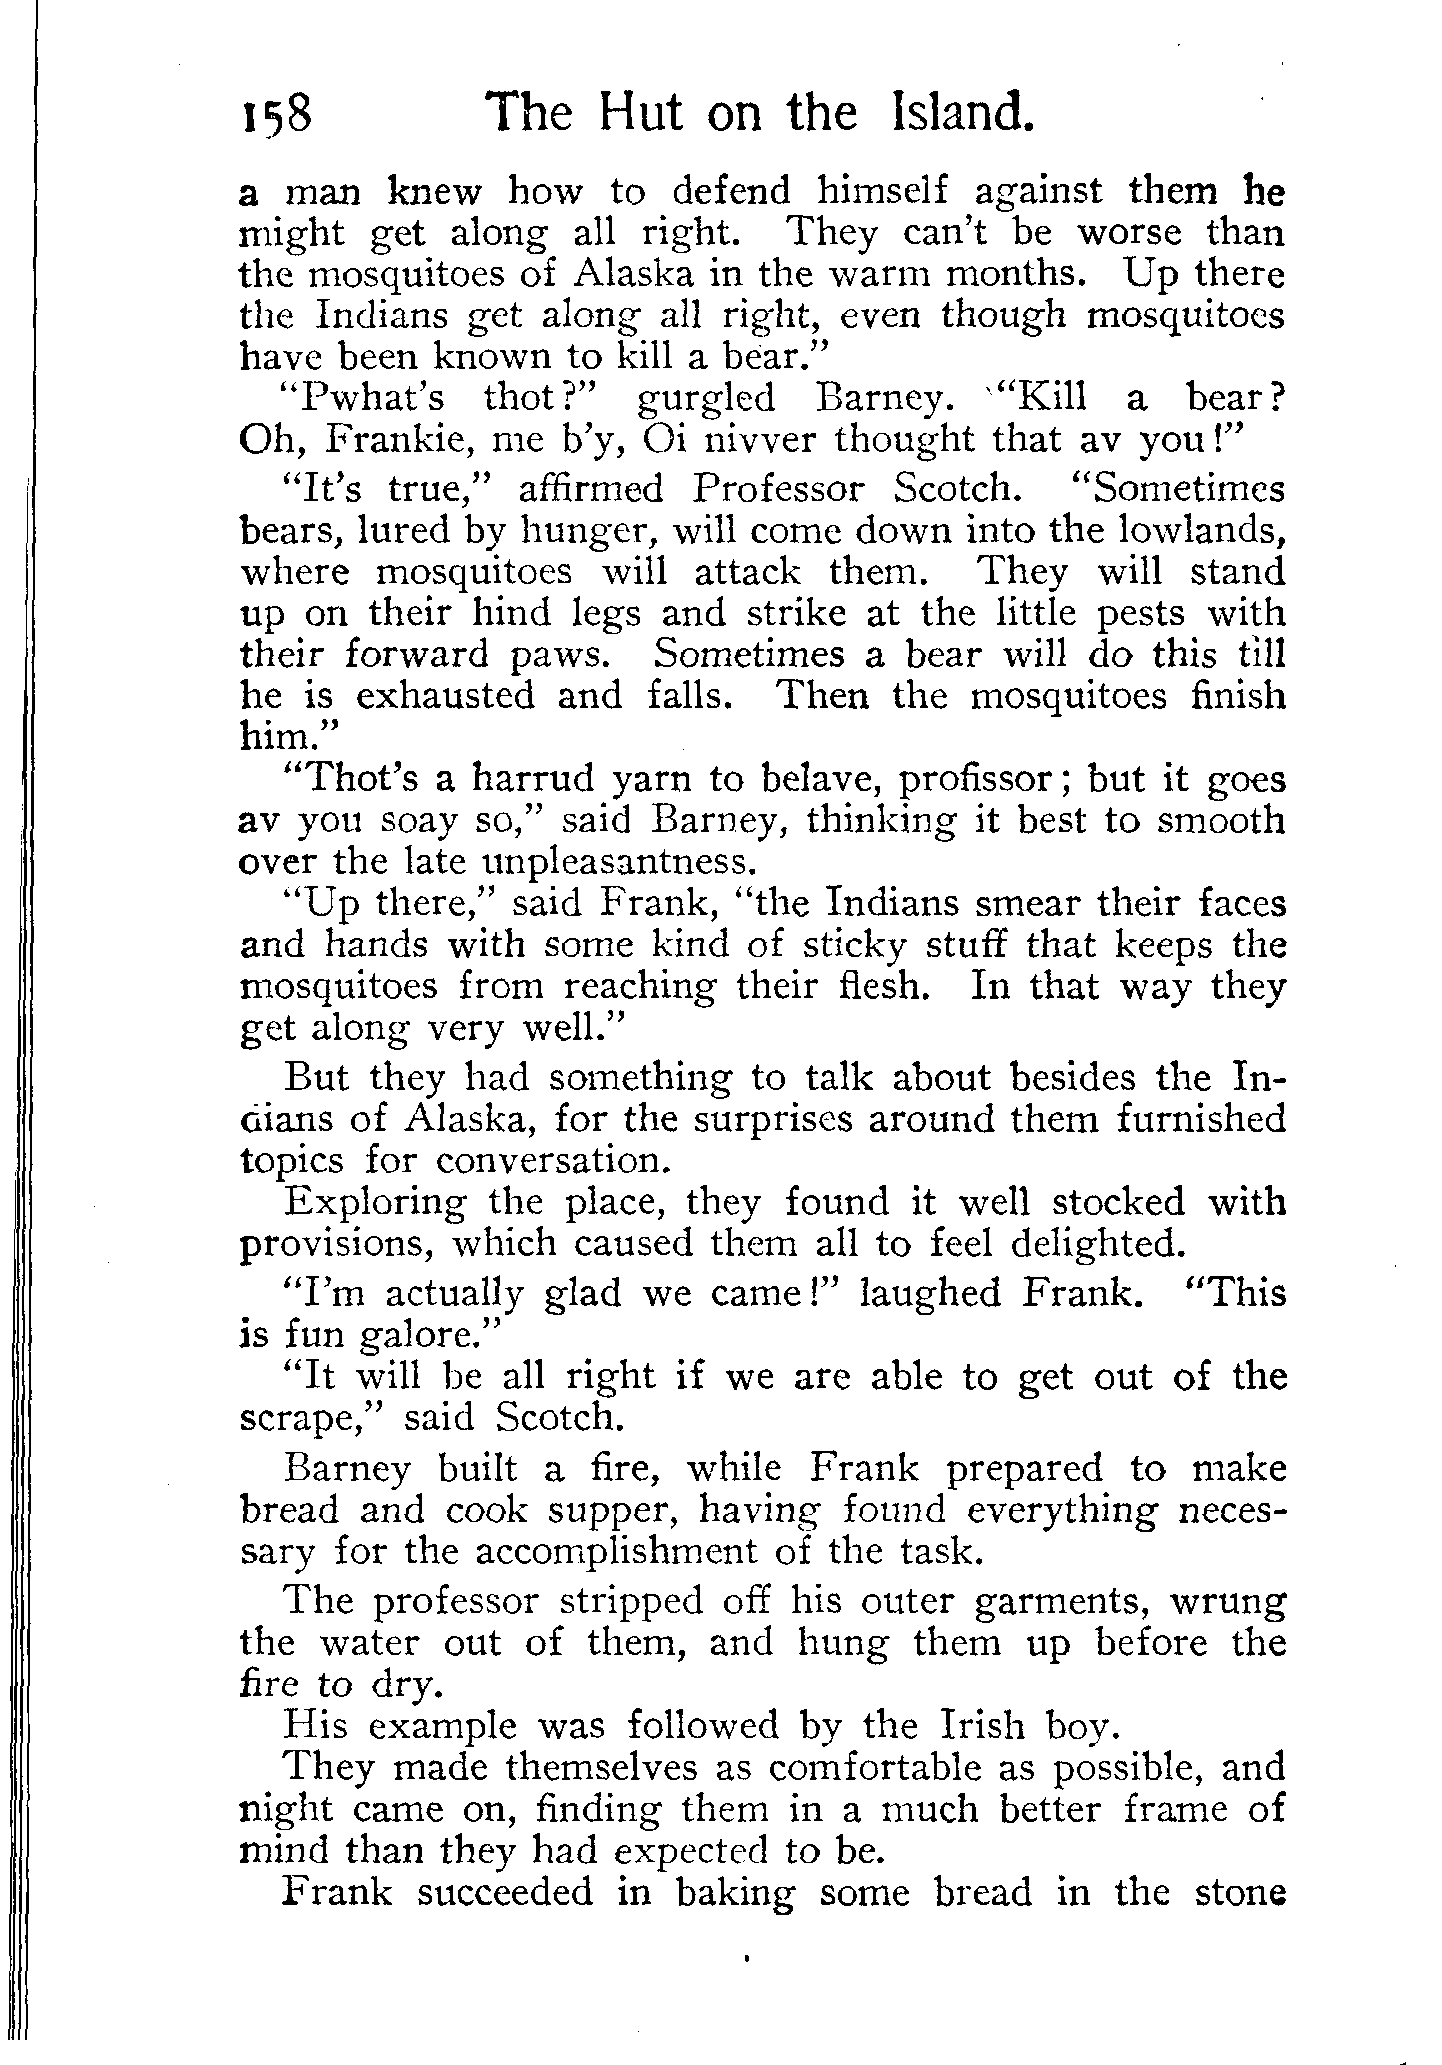 158 The Hut on the Island.
a man knew how to defend himself against them he
might get along all right. They can't be worse than
the mosquitoes of Alaska in the warm months. Up there
the Indians get along all right, even though mosquitoes
have been known to kill a bear."
"Pwhat's thot?" gurgled Barney. "Kill a bear?
Oh, Frankie, me b'y, Oi nivver thought that av you!"
"It's true," affirmed Professor Scotch. "Sometimes
bears, lured by hunger, will come down into the lowlands,
where mosquitoes will attack them. They will stand
up on their hind legs and strike at the little pests with
their forward paws. Sometimes a bear will do this till
he is exhausted and falls. Then the mosquitoes finish
him."
"Thot's a harrud yarn to belave, profissor; but it goes
av you soay so," said Barney, thinking it best to smooth
over the late unpleasantness.
"Up there," said Frank, "the Indians smear their faces
and hands with some kind of sticky stuff that keeps the
mosquitoes from reaching their flesh. In that way they
get along very well."
But they had something to talk about besides the In-
dians of Alaska, for the surprises around them furnished
topics for conversation.
Exploring the place, they found it well stocked with
provisions, which caused them all to feel delighted.
"I'm actually glad we came!" laughed Frank. "This
is fun galore."
"It will be all right if we are able to get out of the
scrape," said Scotch.
Barney built a fire, while Frank prepared to make
bread and cook supper, having found everything neces-
sary for the accomplishment of the task.
The professor stripped off his outer garments, wrung
the water out of them, and hung them up before the
fire to dry.
His example was followed by the Irish boy.
They made themselves as comfortable as possible, and
night came on, finding them in a much better frame of
mind than they had expected to be.
Frank succeeded in baking some bread in the stone